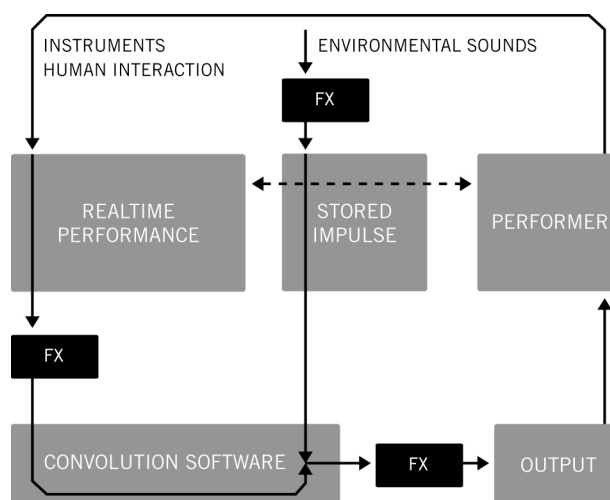 INSTRUMENTS
HUMAN INTERACTION
ENVIRONMENTAL SOUNDS
FX
REALTIME
PERFORMANCE
STORED
IMPULSE
PERFORMER
FX
CONVOLUTION SOFTWARE
FX
OUTPUT